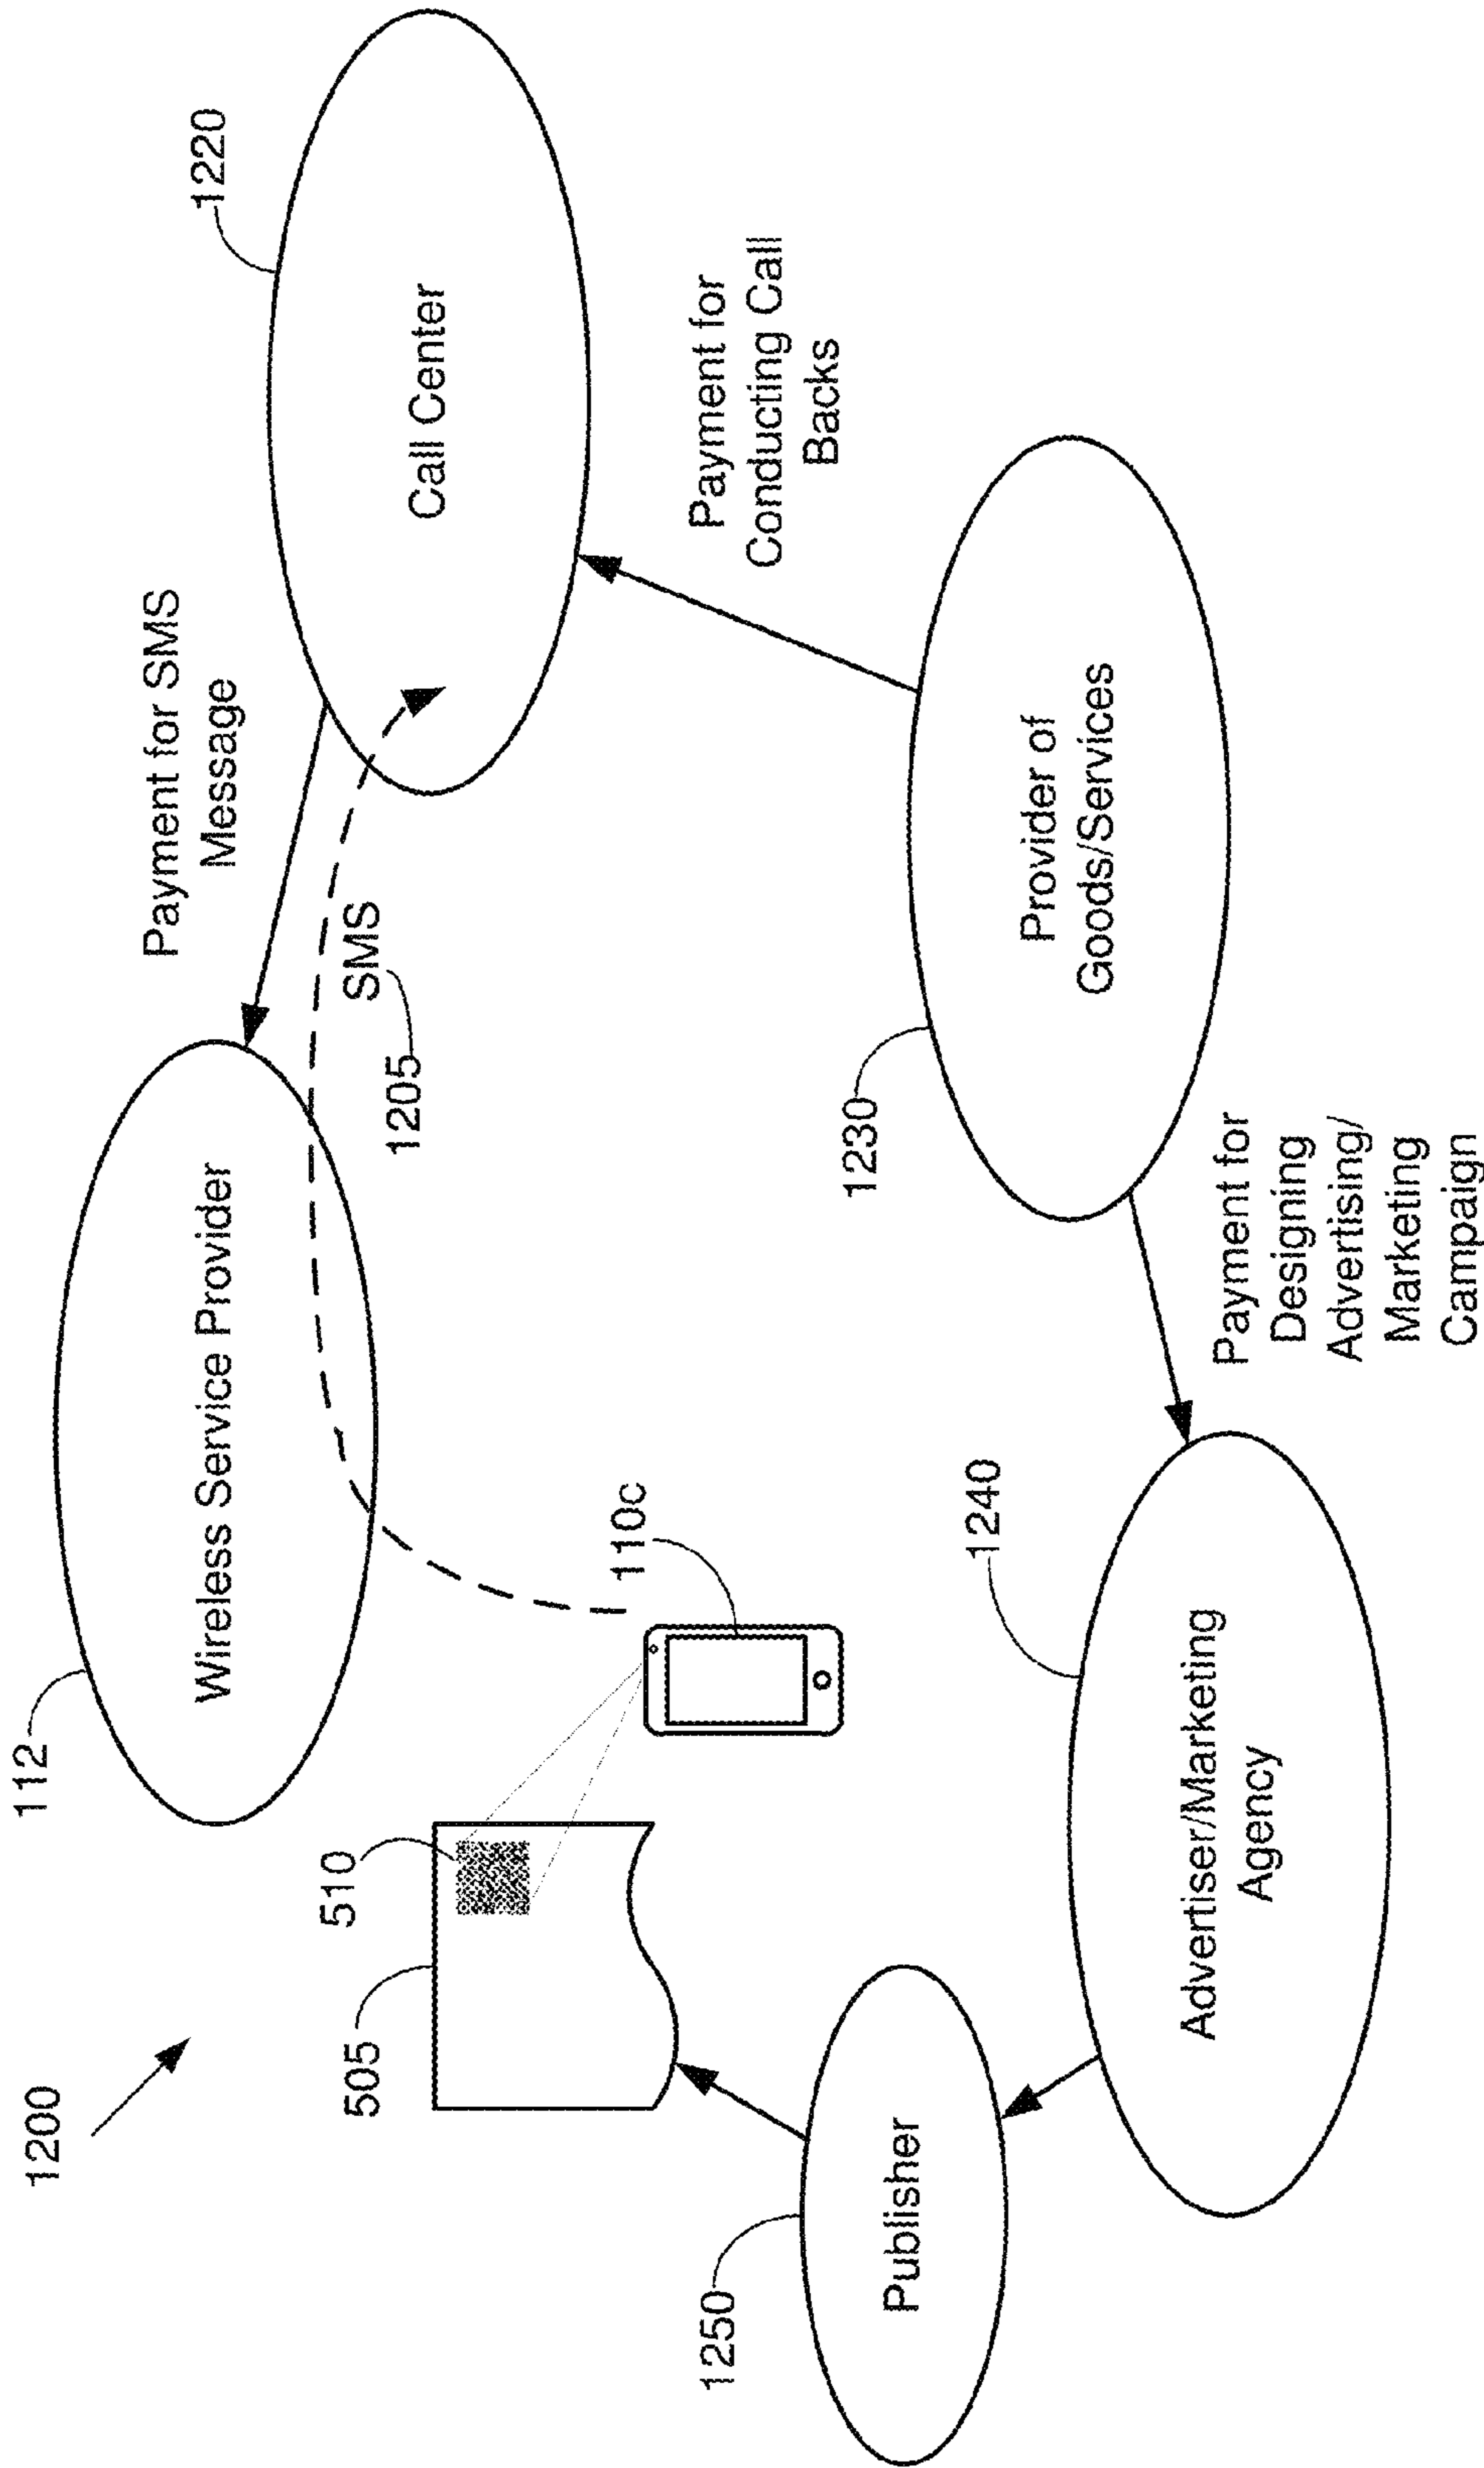 1200
112
Wireless Service Provider
Payment for SMS
Message
1220
Call Center
SMS
1205
505
510
110c
Payment for
Conducting Call
Backs
1250
Publisher
1240
Advertiser/Marketing
Agency
1230
Provider of
Goods/Services
Payment for
Designing
Advertising/
Marketing
Campaign